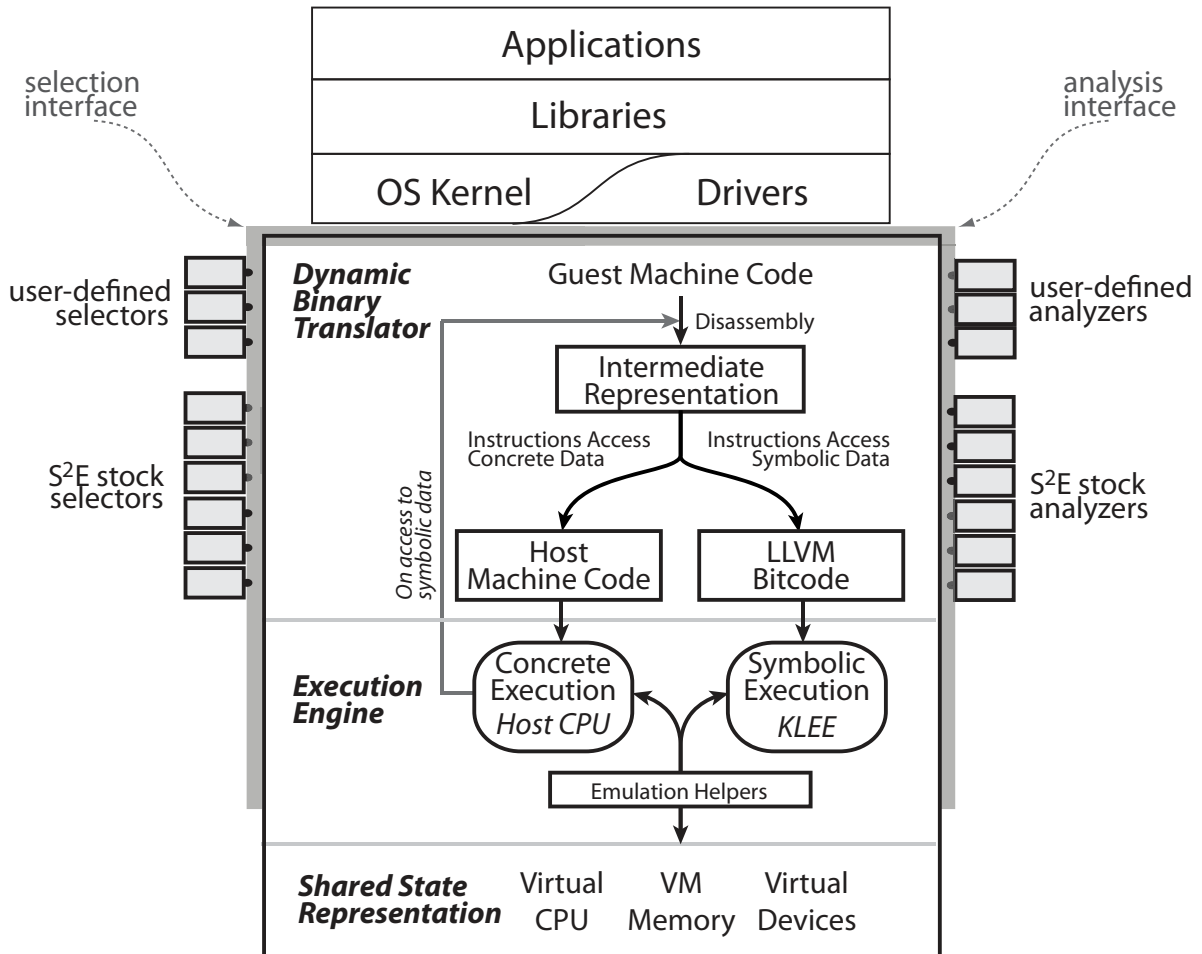 Applications
selection
interface
analysis
interface
Libraries
OS Kernel
Drivers
Dynamic
Binary
Translator
Guest Machine Code
user-defined
selectors
user-defined
analyzers
Disassembly
Intermediate
Representation
Instructions Access
Concrete Data
Instructions Access
Symbolic Data
S²E stock
selectors
S²E stock
analyzers
On access to
symbolic data
Host
Machine Code
LLVM
Bitcode
Execution
Engine
Concrete
Execution
Host CPU
Symbolic
Execution
KLEE
Emulation Helpers
Shared State
Representation
Virtual
CPU
VM
Memory
Virtual
Devices